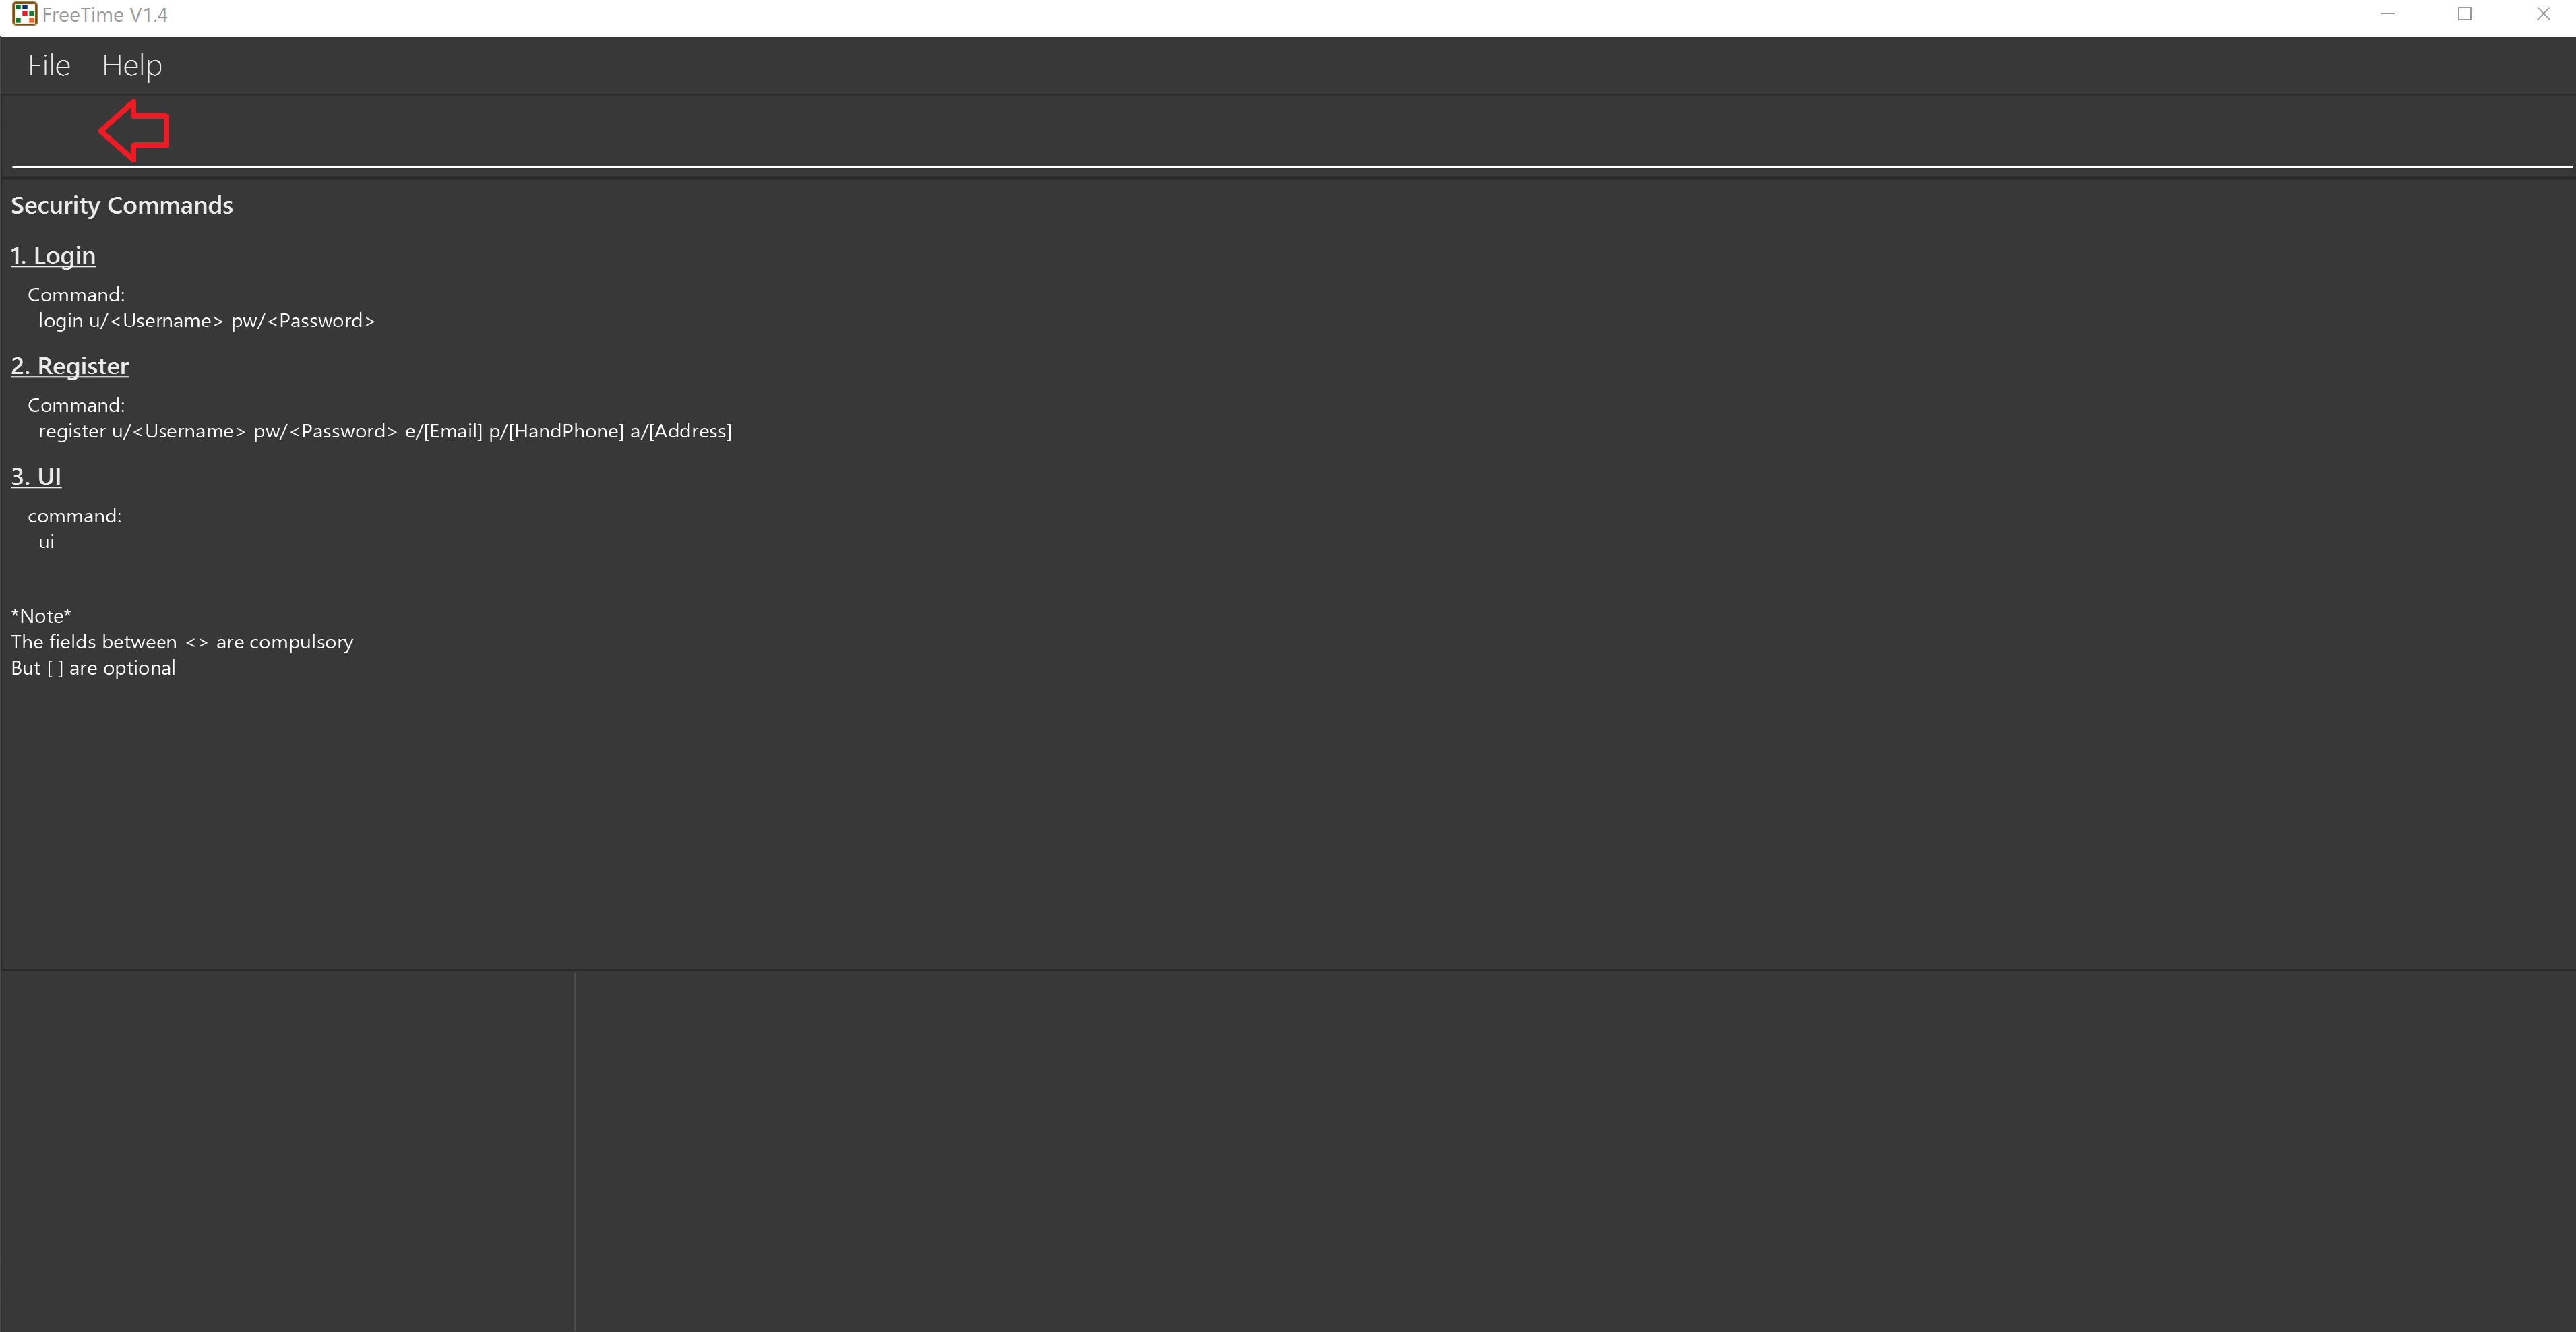 FreeTime V1.4
File Help
Security Commands
1. Login
Command:
login u/<Username> pw/<Password>
2. Register
Command:
register u/<Username> pw/<Password> e/[Email] p/[HandPhone] a/[Address]
3. UI
command:
ui
*Note*
The fields between <> are compulsory
But [ ] are optional